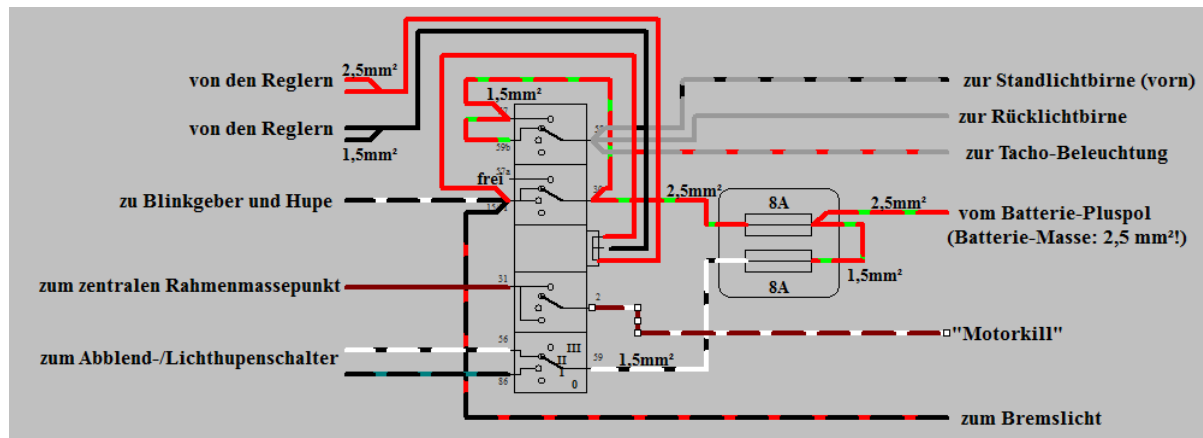 von den Reglern
2,5mm²
von den Reglern
1,5mm²
zu Blinkgeber und Hupe
zum zentralen Rahmenmassepunkt
zum Abblend-/Lichthupenschalter
1,5mm²
59b
frei
57a
30
31
2
56
86
59
III
II
I
0
1,5mm²
2,5mm²
8A
8A
2,5mm²
1,5mm²
zur Standlichtbirne (vorn)
zur Rücklichtbirne
zur Tacho-Beleuchtung
vom Batterie-Pluspol
(Batterie-Masse: 2,5 mm²!)
"Motorkill"
zum Bremslicht